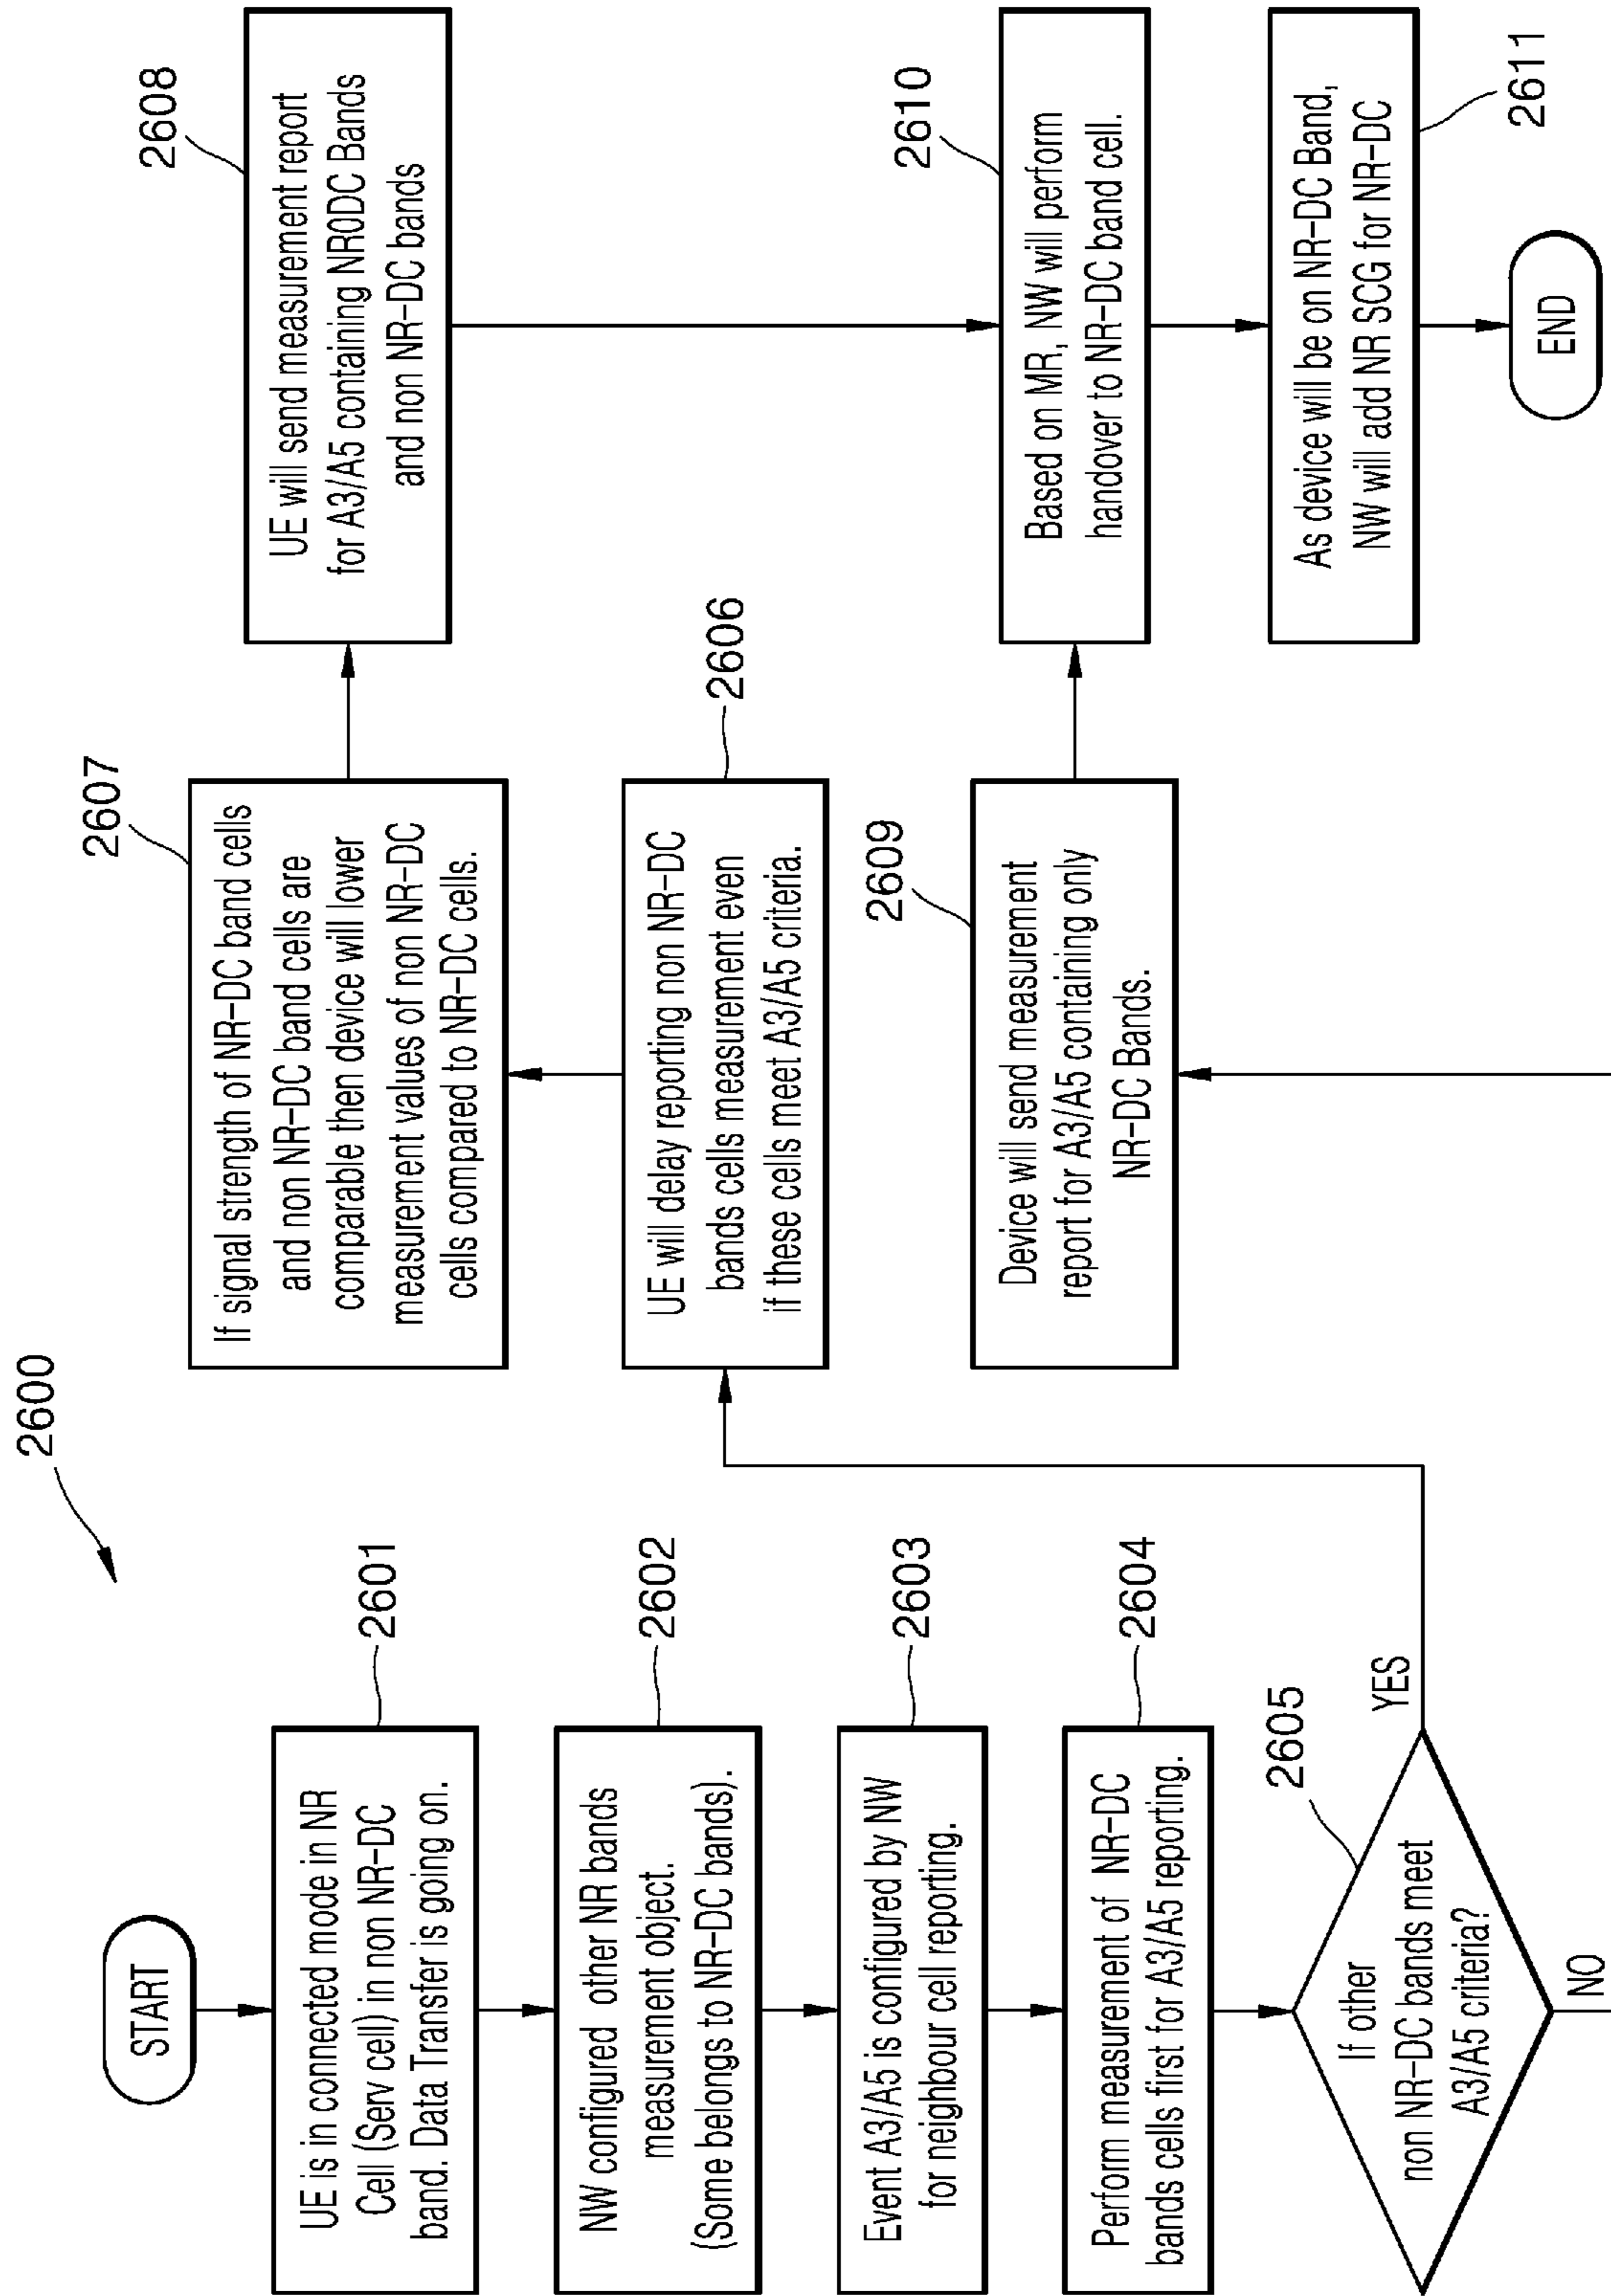 2600
START
UE is in connected mode in NR
Cell (Serv cell) in non NR-DC
band. Data Transfer is going on.
2601
NW configured other NR bands
measurement object.
(Some belongs to NR-DC bands).
2602
Event A3/A5 is configured by NW
for neighbour cell reporting.
2603
Perform measurement of NR-DC
bands cells first for A3/A5 reporting.
2604
If other
non NR-DC bands meet
A3/A5 criteria?
2605
YES
NO
UE will delay reporting non NR-DC
bands cells measurement even
if these cells meet A3/A5 criteria.
2606
If signal strength of NR-DC band cells
and non NR-DC band cells are
comparable then device will lower
measurement values of non NR-DC
cells compared to NR-DC cells.
2607
UE will send measurement report
for A3/A5 containing NR0DC Bands
and non NR-DC bands
2608
Device will send measurement
report for A3/A5 containing only
NR-DC Bands.
2609
Based on MR, NW will perform
handover to NR-DC band cell.
2610
As device will be on NR-DC Band,
NW will add NR SCG for NR-DC
2611
END